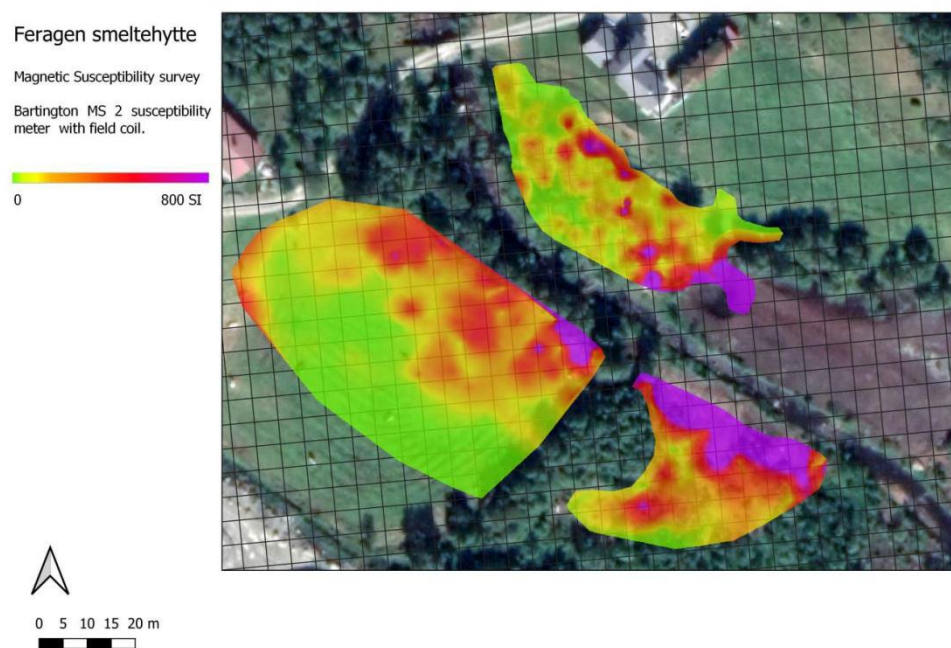 Feragen smeltehytte
Magnetic Susceptibility survey
Bartington MS 2 susceptibility
meter with field coil.
0 800 SI
0 5 10 15 20 m